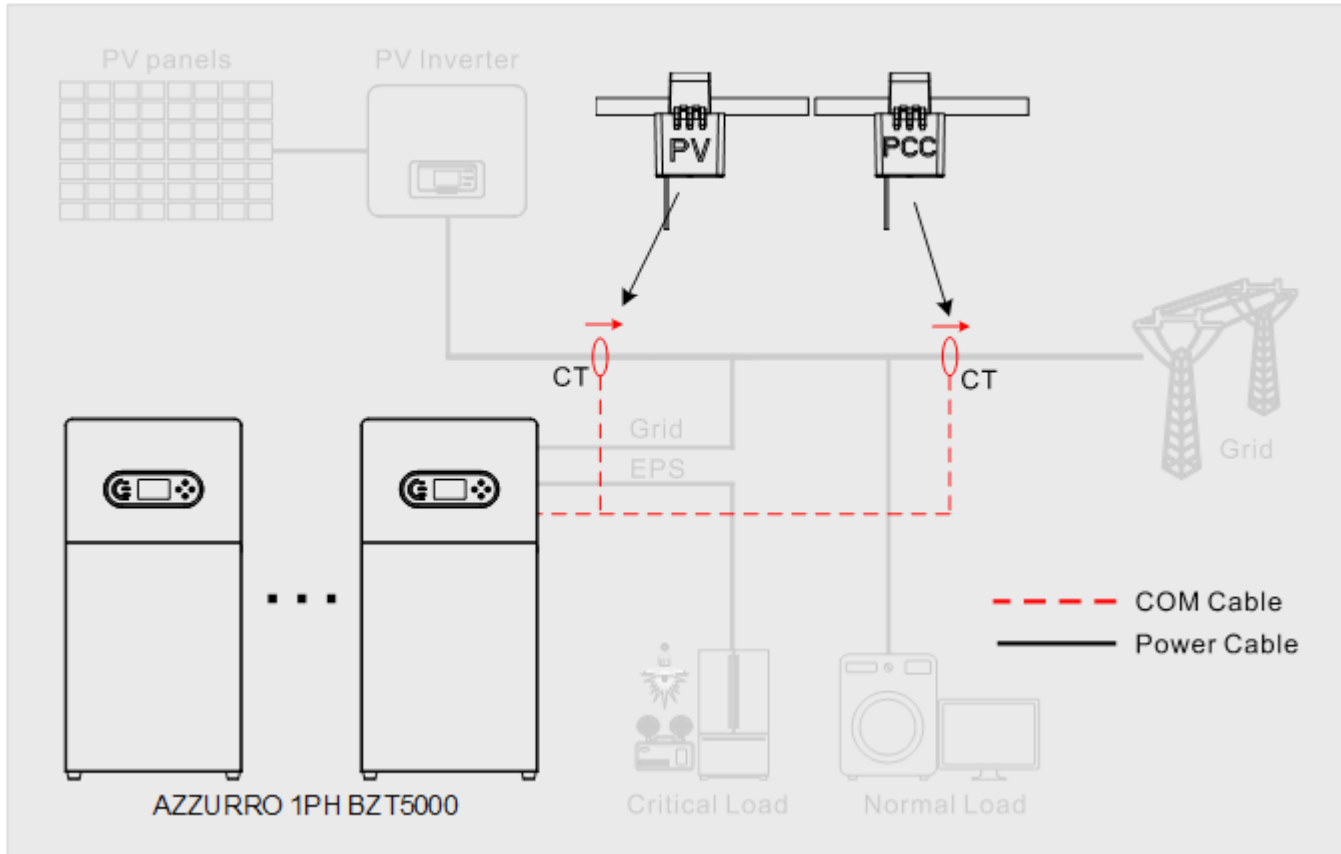 PV panels
PV Inverter
PV
PCC
CT
CT
Grid
EPS
Grid
COM Cable
Power Cable
AZZURRO 1PH BZT5000
Critical Load
Normal Load